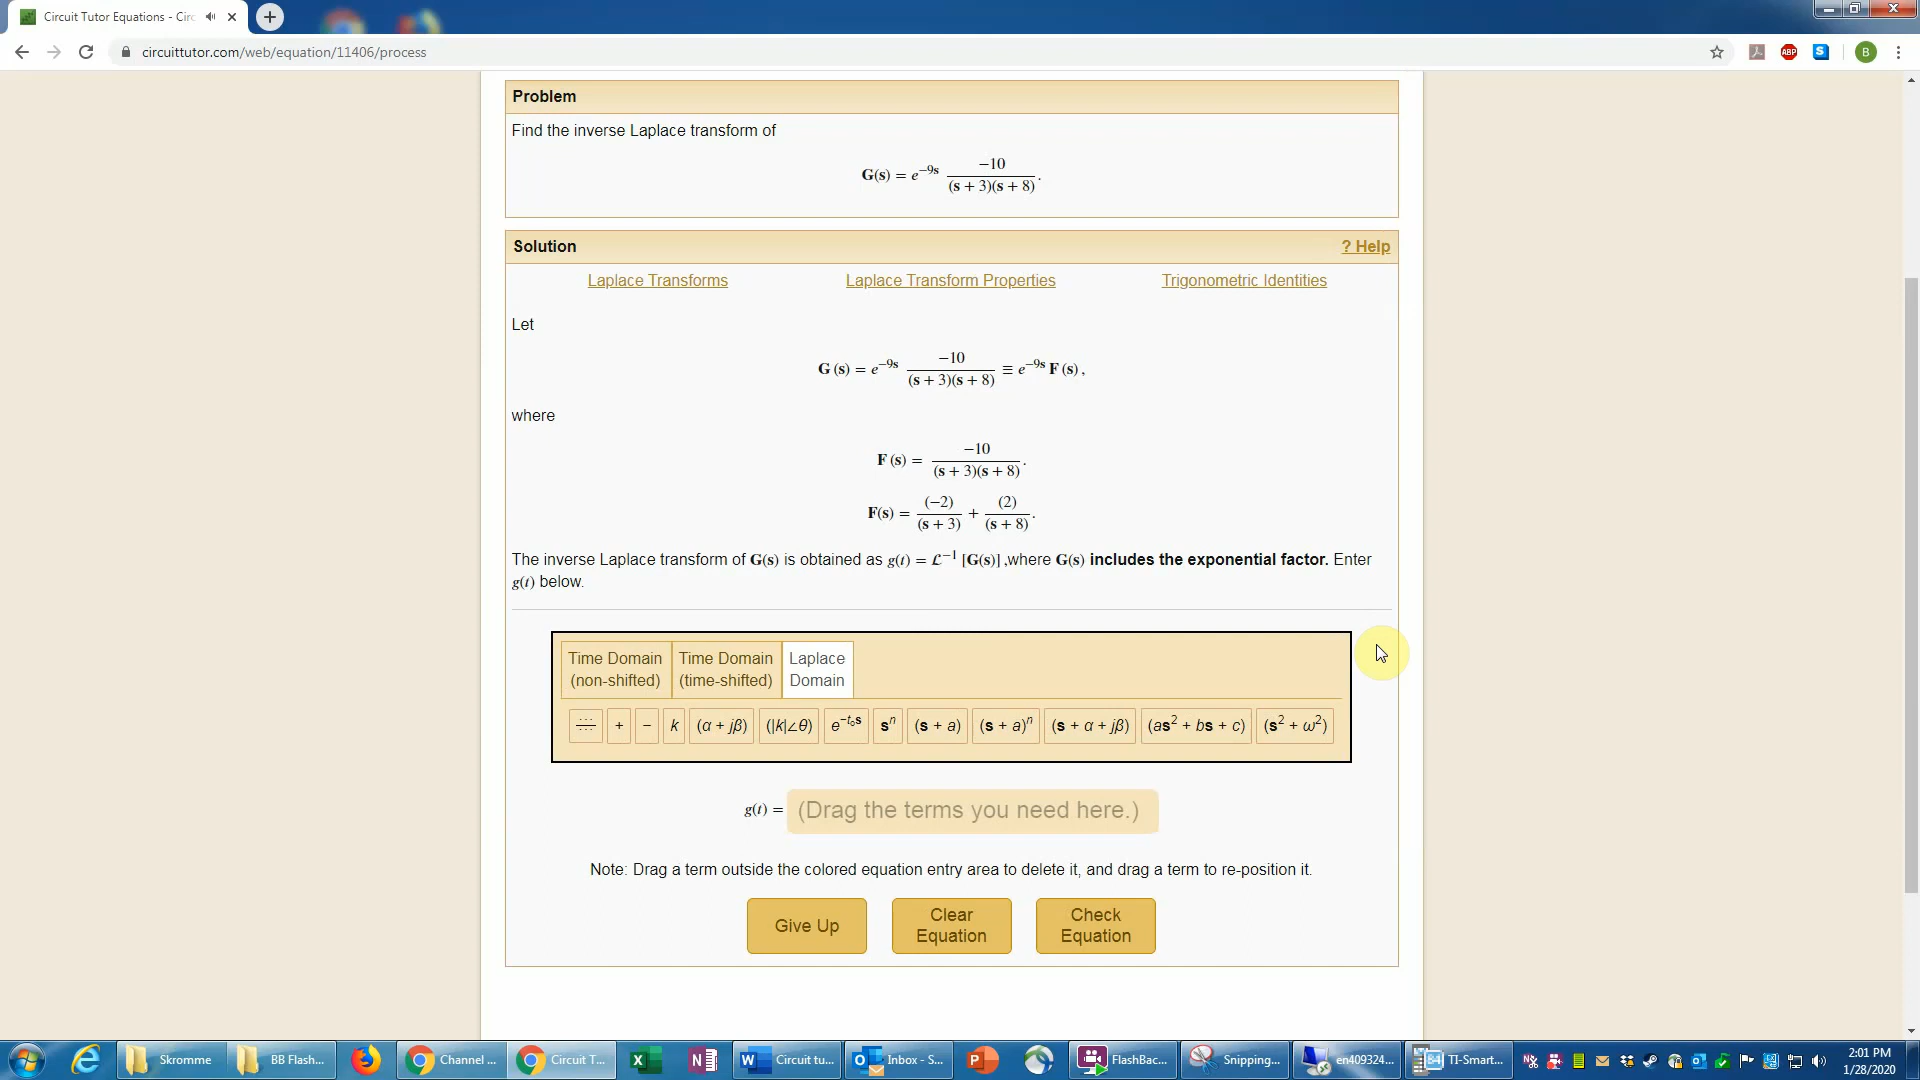 Circuit Tutor Equations - Circ
circuittutor.com/web/equation/11406/process
ABP
S
B
Problem
Find the inverse Laplace transform of
G(s) = e^{−9s} −10/((s + 3)(s + 8)).
Solution
? Help
Laplace Transforms Laplace Transform Properties Trigonometric Identities
Let
G (s) = e^{−9s} −10/((s + 3)(s + 8)) ≡ e^{−9s} F (s) ,
where
F (s) = −10/((s + 3)(s + 8)).
F(s) = (−2)/(s + 3) + (2)/(s + 8).
The inverse Laplace transform of G(s) is obtained as g(t) = ℒ^{−1} [G(s)] ,where G(s) includes the exponential factor. Enter
g(t) below.
Time Domain (non-shifted)
Time Domain (time-shifted)
Laplace Domain
+ − k (α + jβ) (|k|∠θ) e^{−t₀s} s^n (s + a) (s + a)^n (s + α + jβ) (as² + bs + c) (s² + ω²)
g(t) = (Drag the terms you need here.)
Note: Drag a term outside the colored equation entry area to delete it, and drag a term to re-position it.
Give Up
Clear Equation
Check Equation
Skromme
BB Flash...
Channel ...
Circuit T...
Circuit tu...
Inbox - S...
FlashBac...
Snipping...
en409324...
TI-Smart...
2:01 PM
1/28/2020